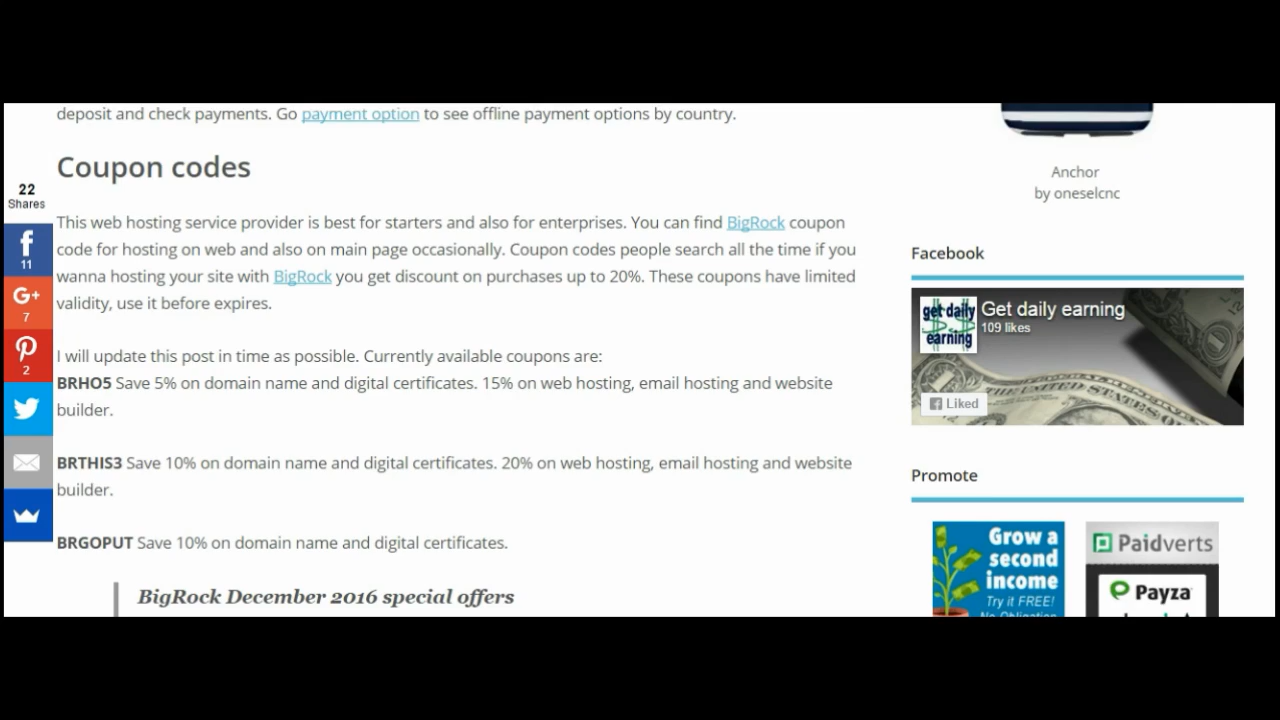 deposit and check payments. Go payment option to see offline payment options by country.
Coupon codes
This web hosting service provider is best for starters and also for enterprises. You can find BigRock coupon
code for hosting on web and also on main page occasionally. Coupon codes people search all the time if you
wanna hosting your site with BigRock you get discount on purchases up to 20%. These coupons have limited
validity, use it before expires.
I will update this post in time as possible. Currently available coupons are:
BRHO5 Save 5% on domain name and digital certificates. 15% on web hosting, email hosting and website
builder.
BRTHIS3 Save 10% on domain name and digital certificates. 20% on web hosting, email hosting and website
builder.
BRGOPUT Save 10% on domain name and digital certificates.
BigRock December 2016 special offers
22
Shares
f
11
G+
7
2
Anchor
by oneselcnc
Facebook
get daily
earning
Get daily earning
109 likes
THE UNITED STATES O
Liked
Promote
Grow a
second
income
Try it FREE!
No Obligation
Paidverts
Payza